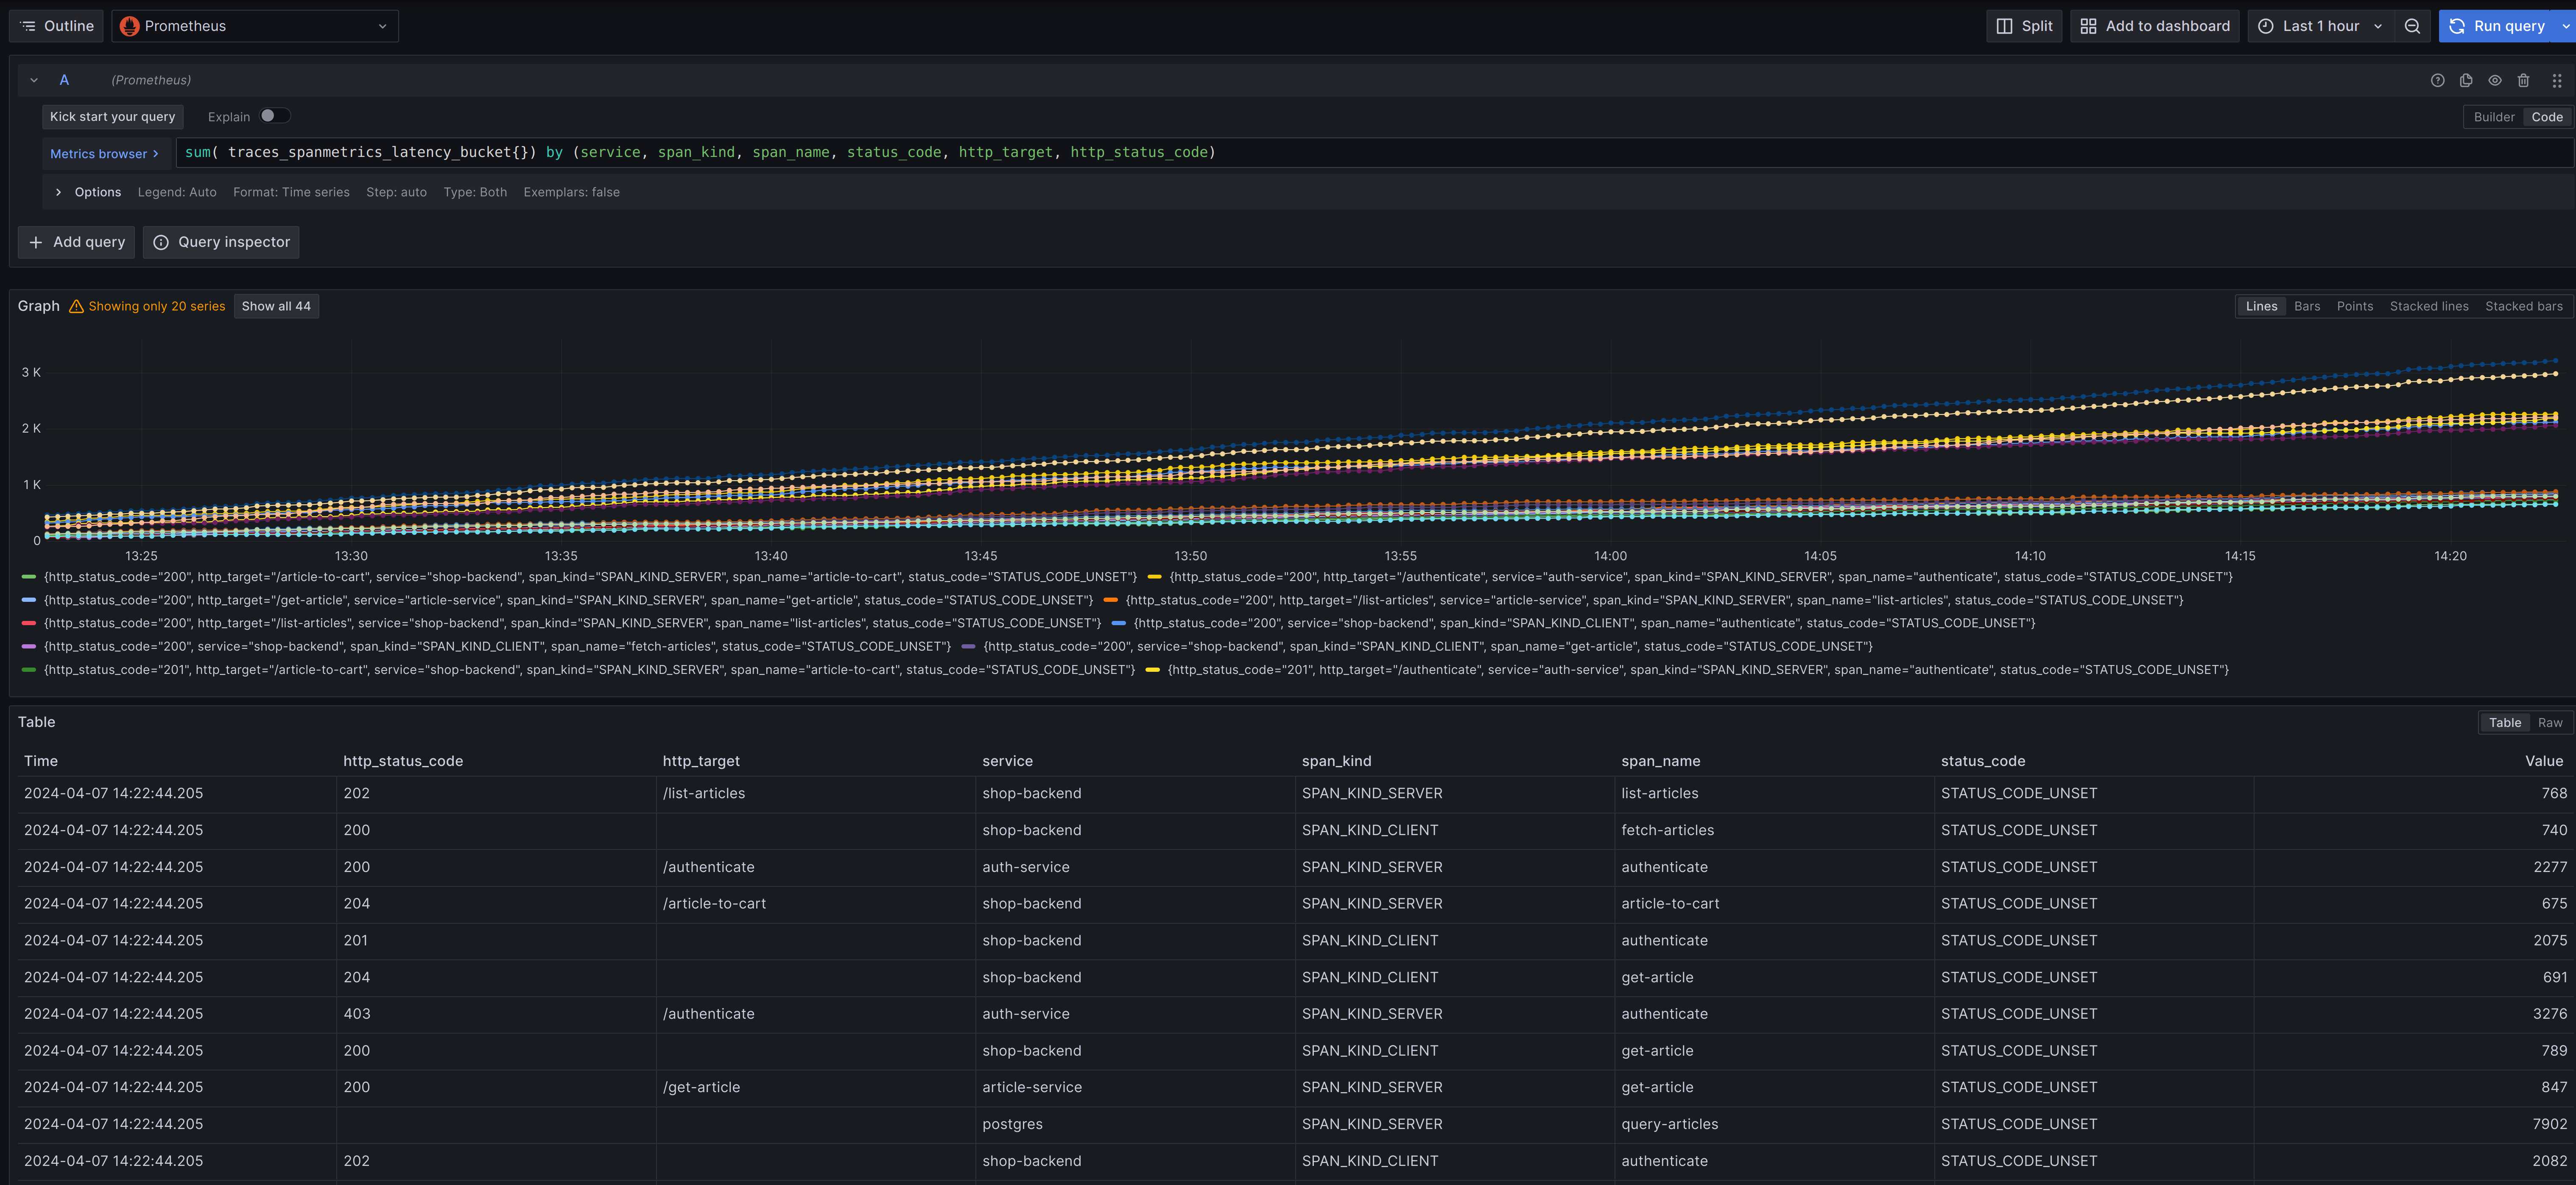 Outline Prometheus Split Add to dashboard Last 1 hour Run query
A (Prometheus)
Kick start your query Explain Builder Code
Metrics browser > sum( traces_spanmetrics_latency_bucket{}) by (service, span_kind, span_name, status_code, http_target, http_status_code)
Options Legend: Auto Format: Time series Step: auto Type: Both Exemplars: false
+ Add query Query inspector
Graph Showing only 20 series Show all 44 Lines Bars Points Stacked lines Stacked bars
3 K
2 K
1 K
0
13:25 13:30 13:35 13:40 13:45 13:50 13:55 14:00 14:05 14:10 14:15 14:20
{http_status_code="200", http_target="/article-to-cart", service="shop-backend", span_kind="SPAN_KIND_SERVER", span_name="article-to-cart", status_code="STATUS_CODE_UNSET"} {http_status_code="200", http_target="/authenticate", service="auth-service", span_kind="SPAN_KIND_SERVER", span_name="authenticate", status_code="STATUS_CODE_UNSET"}
{http_status_code="200", http_target="/get-article", service="article-service", span_kind="SPAN_KIND_SERVER", span_name="get-article", status_code="STATUS_CODE_UNSET"} {http_status_code="200", http_target="/list-articles", service="article-service", span_kind="SPAN_KIND_SERVER", span_name="list-articles", status_code="STATUS_CODE_UNSET"}
{http_status_code="200", http_target="/list-articles", service="shop-backend", span_kind="SPAN_KIND_SERVER", span_name="list-articles", status_code="STATUS_CODE_UNSET"} {http_status_code="200", service="shop-backend", span_kind="SPAN_KIND_CLIENT", span_name="authenticate", status_code="STATUS_CODE_UNSET"}
{http_status_code="200", service="shop-backend", span_kind="SPAN_KIND_CLIENT", span_name="fetch-articles", status_code="STATUS_CODE_UNSET"} {http_status_code="200", service="shop-backend", span_kind="SPAN_KIND_CLIENT", span_name="get-article", status_code="STATUS_CODE_UNSET"}
{http_status_code="201", http_target="/article-to-cart", service="shop-backend", span_kind="SPAN_KIND_SERVER", span_name="article-to-cart", status_code="STATUS_CODE_UNSET"} {http_status_code="201", http_target="/authenticate", service="auth-service", span_kind="SPAN_KIND_SERVER", span_name="authenticate", status_code="STATUS_CODE_UNSET"}
Table Table Raw
Time http_status_code http_target service span_kind span_name status_code Value
2024-04-07 14:22:44.205 202 /list-articles shop-backend SPAN_KIND_SERVER list-articles STATUS_CODE_UNSET 768
2024-04-07 14:22:44.205 200 shop-backend SPAN_KIND_CLIENT fetch-articles STATUS_CODE_UNSET 740
2024-04-07 14:22:44.205 200 /authenticate auth-service SPAN_KIND_SERVER authenticate STATUS_CODE_UNSET 2277
2024-04-07 14:22:44.205 204 /article-to-cart shop-backend SPAN_KIND_SERVER article-to-cart STATUS_CODE_UNSET 675
2024-04-07 14:22:44.205 201 shop-backend SPAN_KIND_CLIENT authenticate STATUS_CODE_UNSET 2075
2024-04-07 14:22:44.205 204 shop-backend SPAN_KIND_CLIENT get-article STATUS_CODE_UNSET 691
2024-04-07 14:22:44.205 403 /authenticate auth-service SPAN_KIND_SERVER authenticate STATUS_CODE_UNSET 3276
2024-04-07 14:22:44.205 200 shop-backend SPAN_KIND_CLIENT get-article STATUS_CODE_UNSET 789
2024-04-07 14:22:44.205 200 /get-article article-service SPAN_KIND_SERVER get-article STATUS_CODE_UNSET 847
2024-04-07 14:22:44.205 postgres SPAN_KIND_SERVER query-articles STATUS_CODE_UNSET 7902
2024-04-07 14:22:44.205 202 shop-backend SPAN_KIND_CLIENT authenticate STATUS_CODE_UNSET 2082